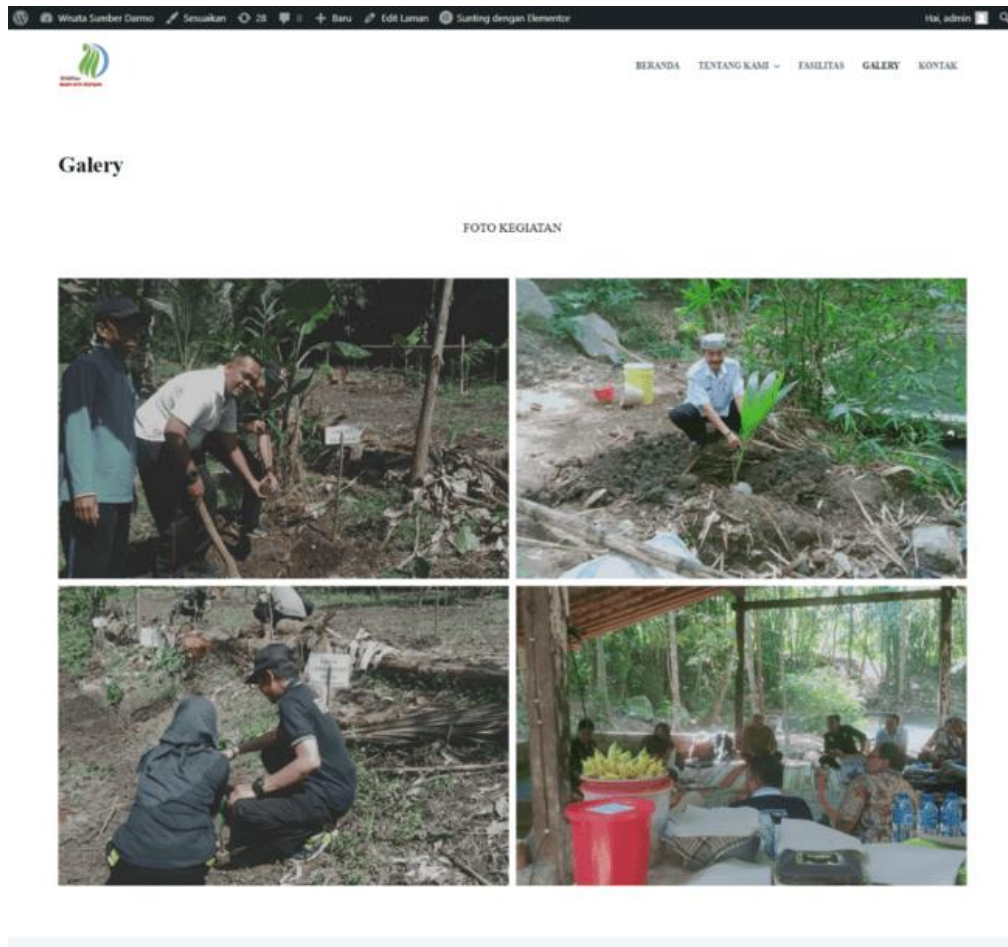 Wisata Sumber Darmo Sesuaikan 28 0 + Baru Edit Laman Sunting dengan Elementor Hai, admin
BERANDA TENTANG KAMI FASILITAS GALERY KONTAK
Galery
FOTO KEGIATAN